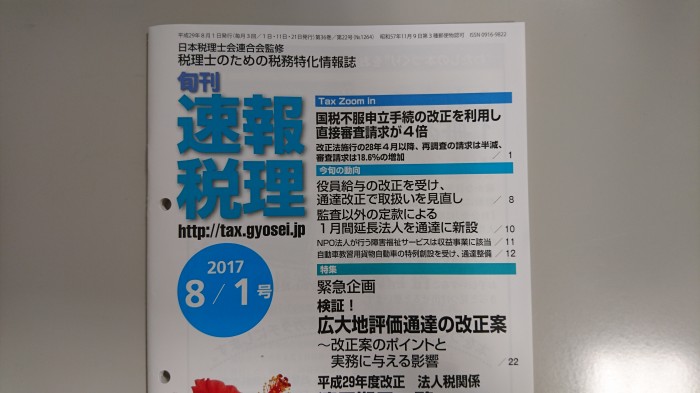 平成29年8月1日発行(毎月3回/1日・11日・21日発行)第36巻/第22号(No.1264) 昭和57年11月9日第3種郵便物認可 ISSN 0916-9822
日本税理士会連合会監修
税理士のための税務特化情報誌
旬刊
速報
税理
http://tax.gyosei.jp
2017
8/1号
Tax Zoom in
国税不服申立手続の改正を利用し
直接審査請求が4倍
改正法施行の28年4月以降、再調査の請求は半減、
審査請求は18.6%の増加 / 1
今旬の動向
役員給与の改正を受け、
通達改正で取扱いを見直し / 8
監査以外の定款による
1月間延長法人を通達に新設 / 10
NPO法人が行う障害福祉サービスは収益事業に該当 / 11
自動車教習用貨物自動車の特例創設を受け、通達整備 / 12
特集
緊急企画
検証!
広大地評価通達の改正案
~改正案のポイントと
実務に与える影響 / 22
平成29年度改正 法人税関係